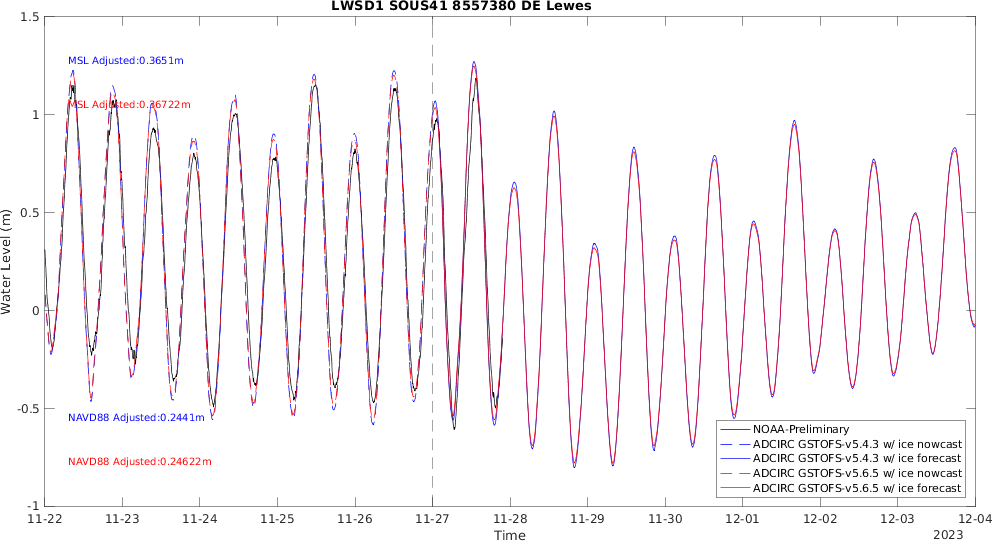 LWSD1 SOUS41 8557380 DE Lewes
1.5
1
0.5
0
-0.5
-1
Water Level (m)
MSL Adjusted:0.3651m
MSL Adjusted:0.36722m
NAVD88 Adjusted:0.2441m
NAVD88 Adjusted:0.24622m
NOAA-Preliminary
ADCIRC GSTOFS-v5.4.3 w/ ice nowcast
ADCIRC GSTOFS-v5.4.3 w/ ice forecast
ADCIRC GSTOFS-v5.6.5 w/ ice nowcast
ADCIRC GSTOFS-v5.6.5 w/ ice forecast
11-22 11-23 11-24 11-25 11-26 11-27 11-28 11-29 11-30 12-01 12-02 12-03 12-04
Time
2023